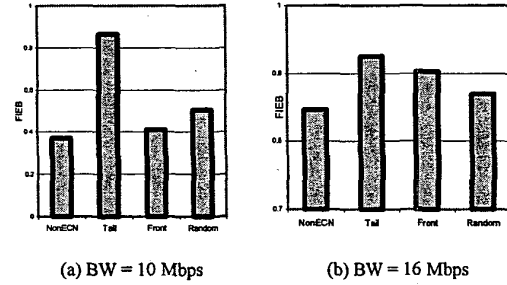 FIEB
1
0.8
0.6
0.4
0.2
0
NonECN Tail Front Random
(a) BW = 10 Mbps
FIEB
1
0.9
0.8
0.7
NonECN Tail Front Random
(b) BW = 16 Mbps